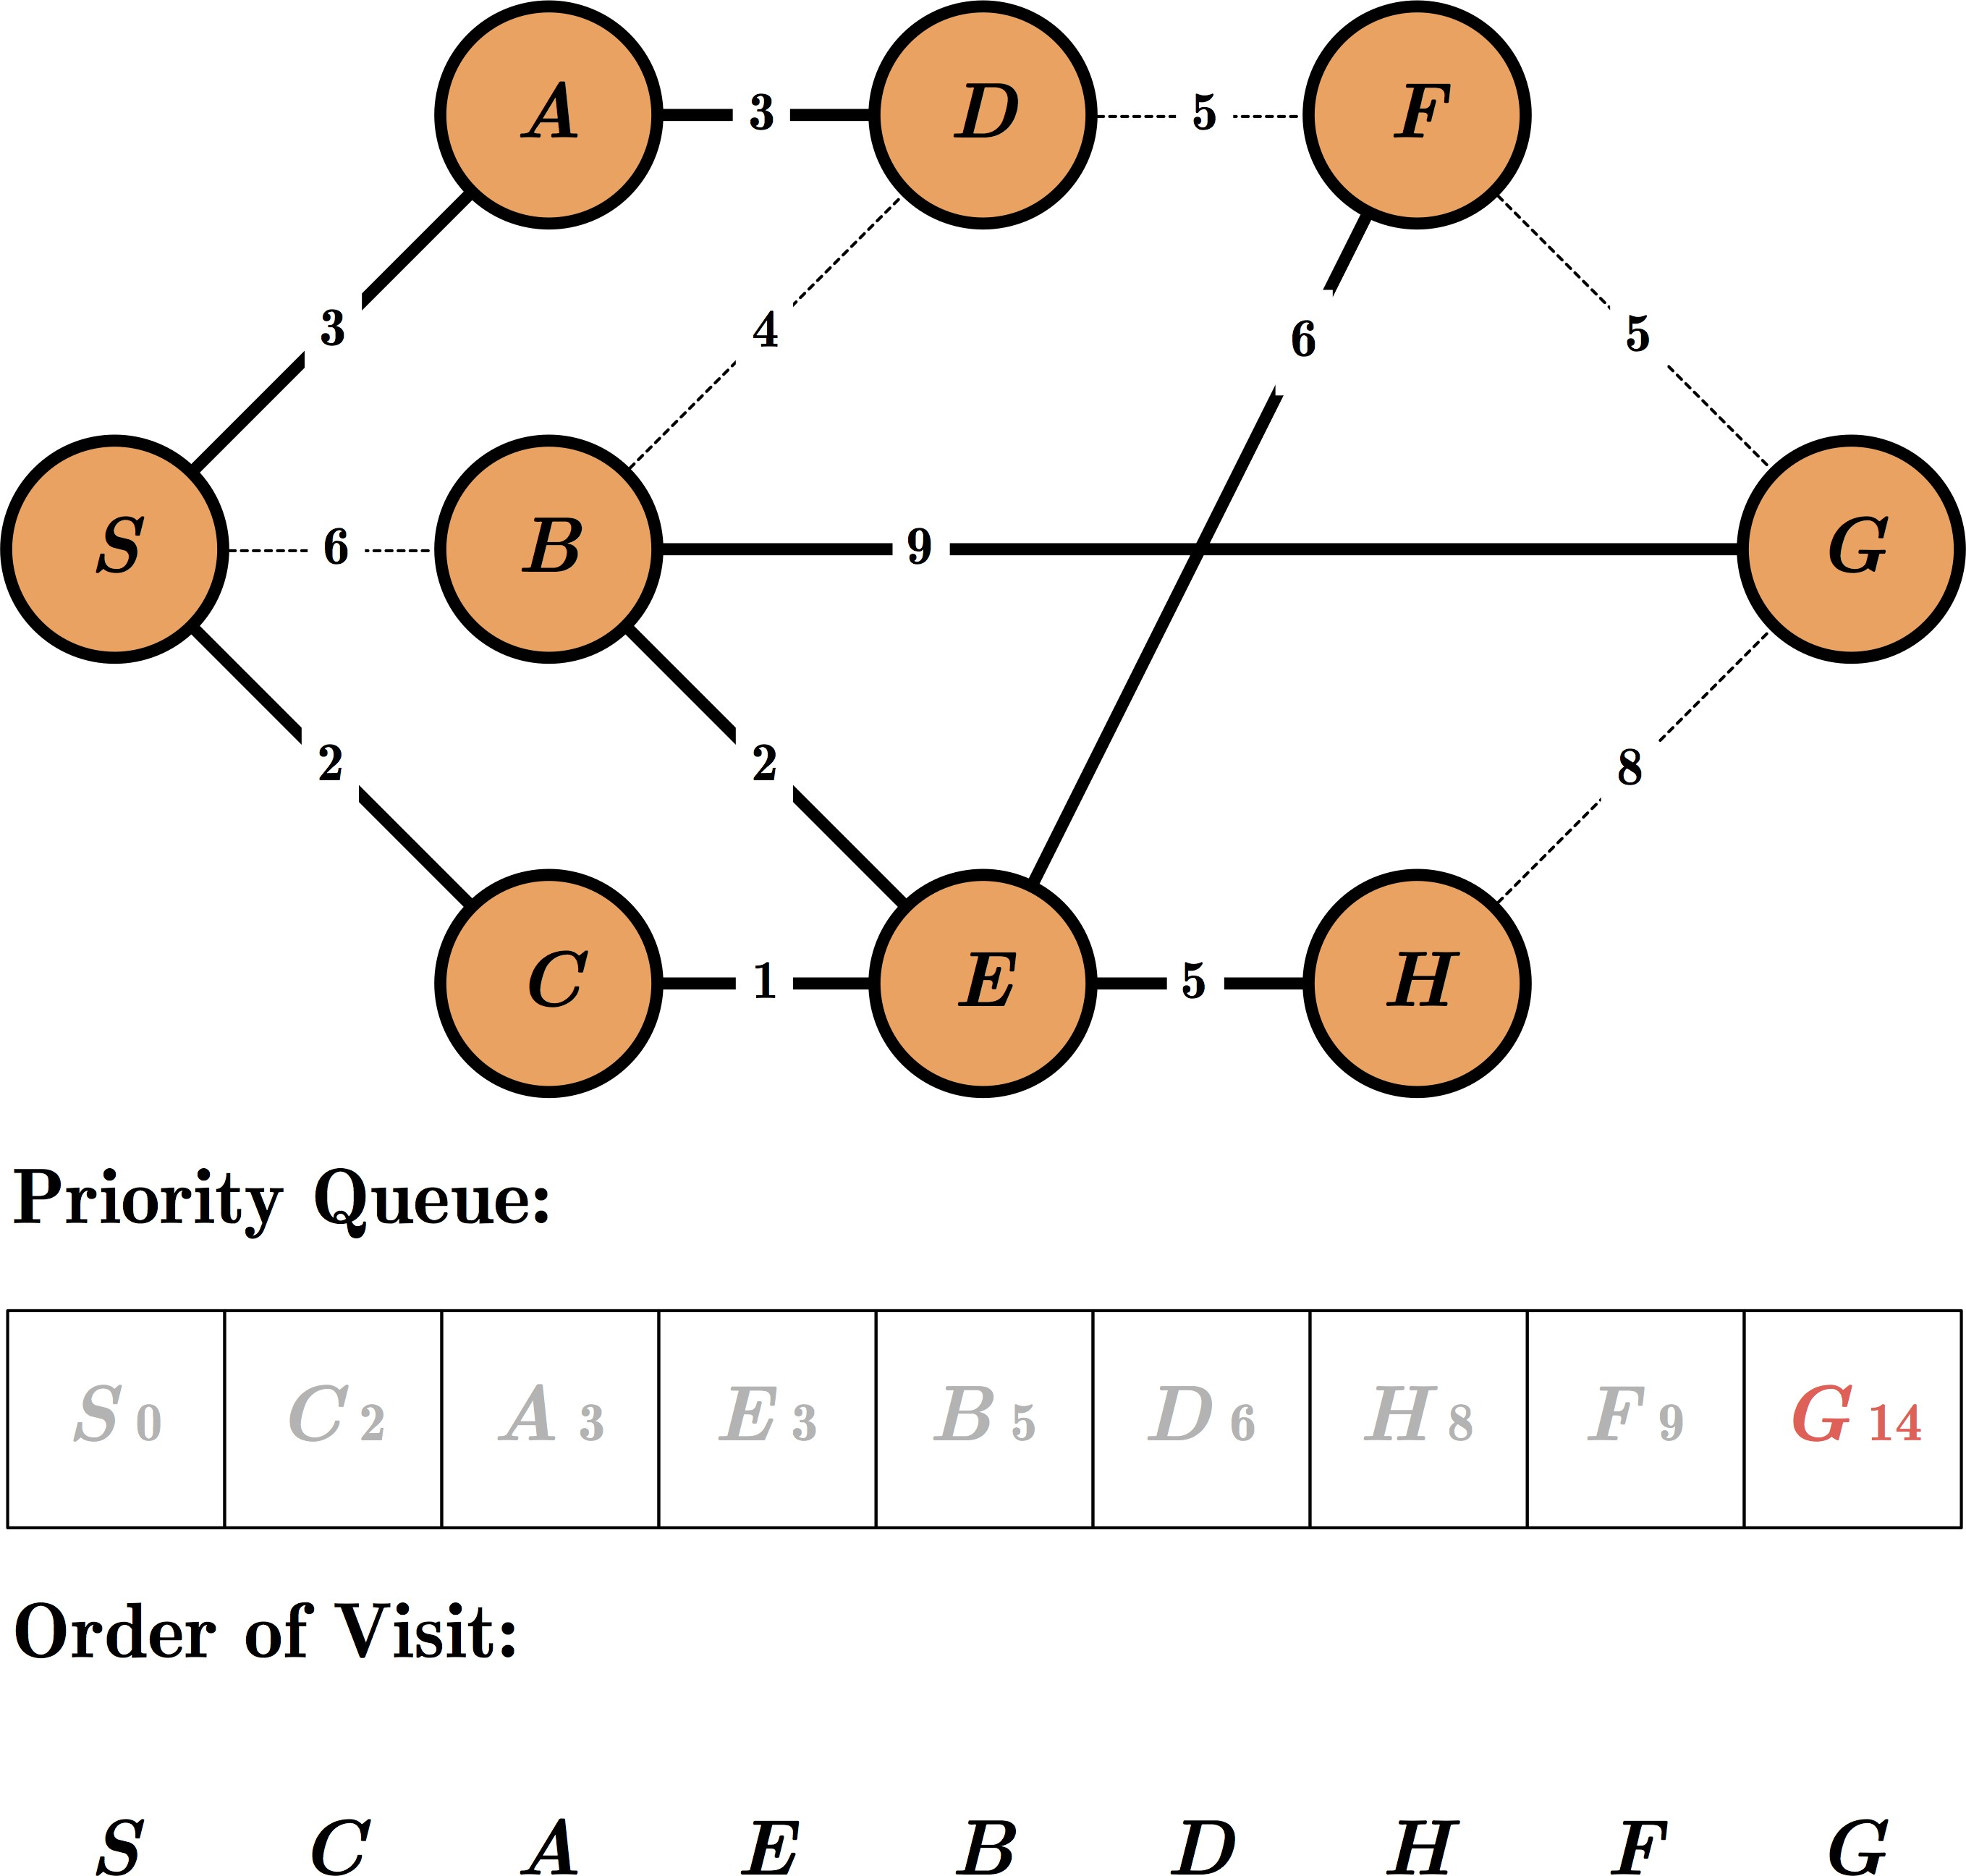 A 3 D 5 F
3 4 6 5
S 6 B 9 G
2 2 8
C 1 E 5 H
Priority Queue:
S 0 C 2 A 3 E 3 B 5 D 6 H 8 F 9 G 14
Order of Visit:
S C A E B D H F G